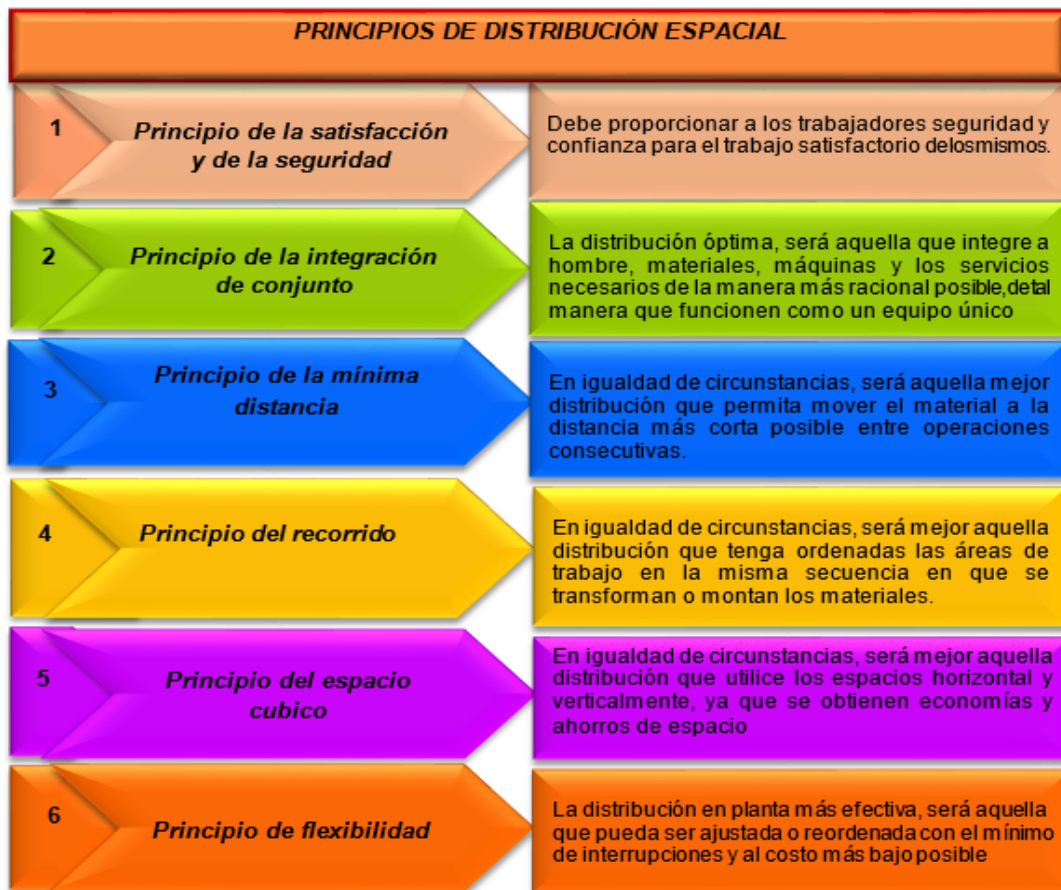 PRINCIPIOS DE DISTRIBUCIÓN ESPACIAL
1
Principio de la satisfacción
y de la seguridad
Debe proporcionar a los trabajadores seguridad y
confianza para el trabajo satisfactorio delosmismos.
2
Principio de la integración
de conjunto
La distribución óptima, será aquella que integre a
hombre, materiales, máquinas y los servicios
necesarios de la manera más racional posible,detal
manera que funcionen como un equipo único
3
Principio de la mínima
distancia
En igualdad de circunstancias, será aquella mejor
distribución que permita mover el material a la
distancia más corta posible entre operaciones
consecutivas.
4
Principio del recorrido
En igualdad de circunstancias, será mejor aquella
distribución que tenga ordenadas las áreas de
trabajo en la misma secuencia en que se
transforman o montan los materiales.
5
Principio del espacio
cubico
En igualdad de circunstancias, será mejor aquella
distribución que utilice los espacios horizontal y
verticalmente, ya que se obtienen economías y
ahorros de espacio
6
Principio de flexibilidad
La distribución en planta más efectiva, será aquella
que pueda ser ajustada o reordenada con el mínimo
de interrupciones y al costo más bajo posible